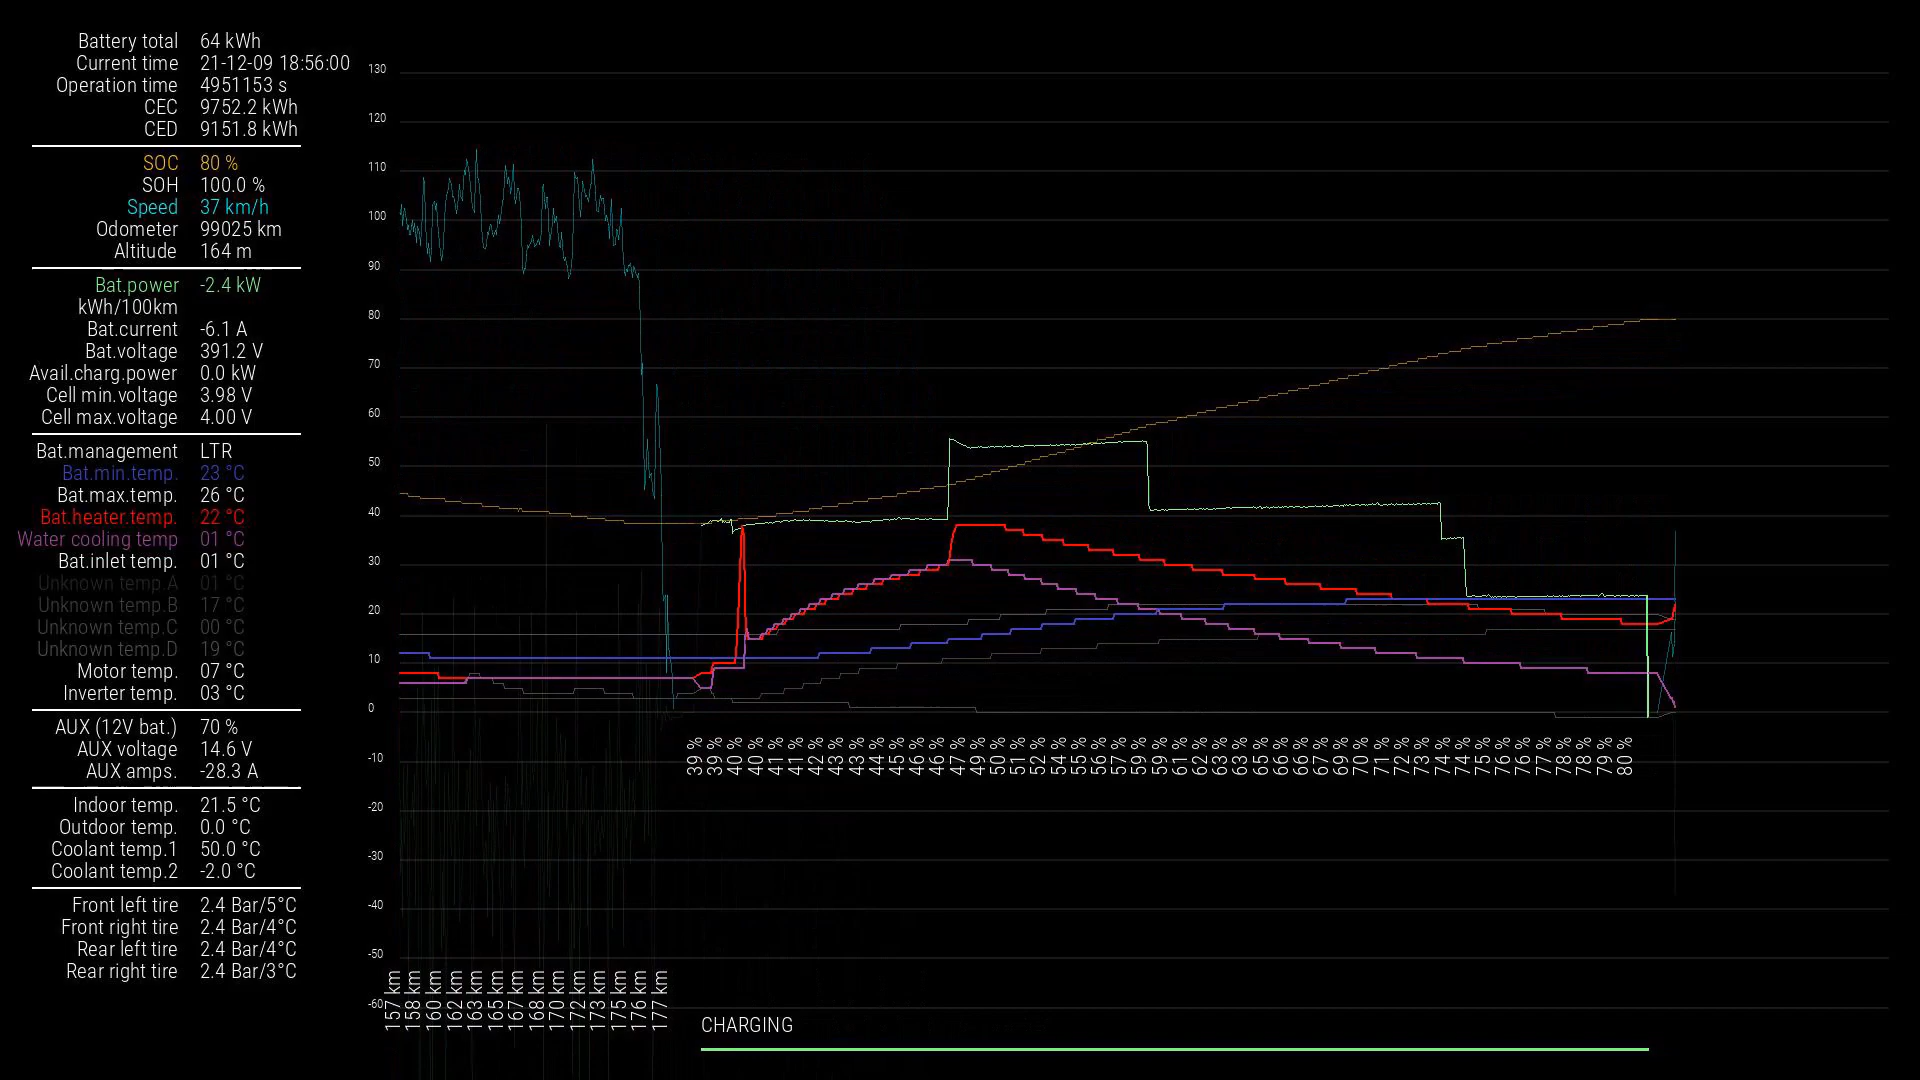 Battery total 64 kWh
Current time 21-12-09 18:56:00
Operation time 4951153 s
CEC 9752.2 kWh
CED 9151.8 kWh
SOC 80 %
SOH 100.0 %
Speed 37 km/h
Odometer 99025 km
Altitude 164 m
Bat.power -2.4 kW
kWh/100km
Bat.current -6.1 A
Bat.voltage 391.2 V
Avail.charg.power 0.0 kW
Cell min.voltage 3.98 V
Cell max.voltage 4.00 V
Bat.management LTR
Bat.min.temp. 23 °C
Bat.max.temp. 26 °C
Bat.heater.temp. 22 °C
Water cooling temp 01 °C
Bat.inlet temp. 01 °C
Unknown temp.A 01 °C
Unknown temp.B 17 °C
Unknown temp.C 00 °C
Unknown temp.D 19 °C
Motor temp. 07 °C
Inverter temp. 03 °C
AUX (12V bat.) 70 %
AUX voltage 14.6 V
AUX amps. -28.3 A
Indoor temp. 21.5 °C
Outdoor temp. 0.0 °C
Coolant temp.1 50.0 °C
Coolant temp.2 -2.0 °C
Front left tire 2.4 Bar/5°C
Front right tire 2.4 Bar/4°C
Rear left tire 2.4 Bar/4°C
Rear right tire 2.4 Bar/3°C
130
120
110
100
90
80
70
60
50
40
30
20
10
0
-10
-20
-30
-40
-50
-60
39 %
39 %
40 %
40 %
41 %
41 %
42 %
43 %
43 %
44 %
45 %
46 %
46 %
47 %
49 %
50 %
51 %
52 %
54 %
55 %
56 %
57 %
59 %
59 %
61 %
62 %
63 %
63 %
65 %
66 %
66 %
67 %
69 %
70 %
71 %
72 %
73 %
74 %
74 %
75 %
76 %
76 %
77 %
78 %
78 %
79 %
80 %
157 km
158 km
160 km
162 km
163 km
165 km
167 km
168 km
170 km
172 km
173 km
175 km
176 km
177 km
CHARGING